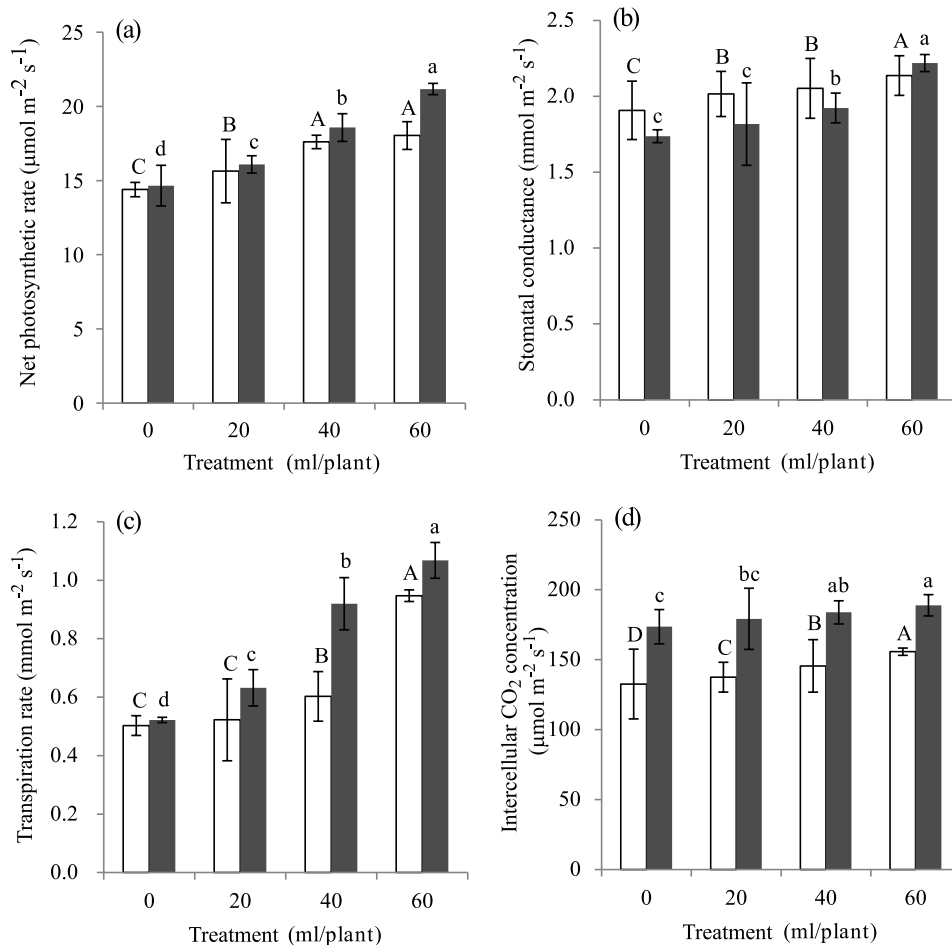 (a)
Net photosynthetic rate (µmol m⁻² s⁻¹)
25
20
15
10
5
0
C d
B c
A b
A a
0 20 40 60
Treatment (ml/plant)
(b)
Stomatal conductance (mmol m⁻² s⁻¹)
2.5
2.0
1.5
1.0
0.5
0.0
C c
B c
B b
A a
0 20 40 60
Treatment (ml/plant)
(c)
Transpiration rate (mmol m⁻² s⁻¹)
1.2
1.0
0.8
0.6
0.4
0.2
0.0
C d
C c
B b
A a
0 20 40 60
Treatment (ml/plant)
(d)
Intercellular CO₂ concentration
(µmol m⁻² s⁻¹)
250
200
150
100
50
0
D c
C bc
B ab
A a
0 20 40 60
Treatment (ml/plant)